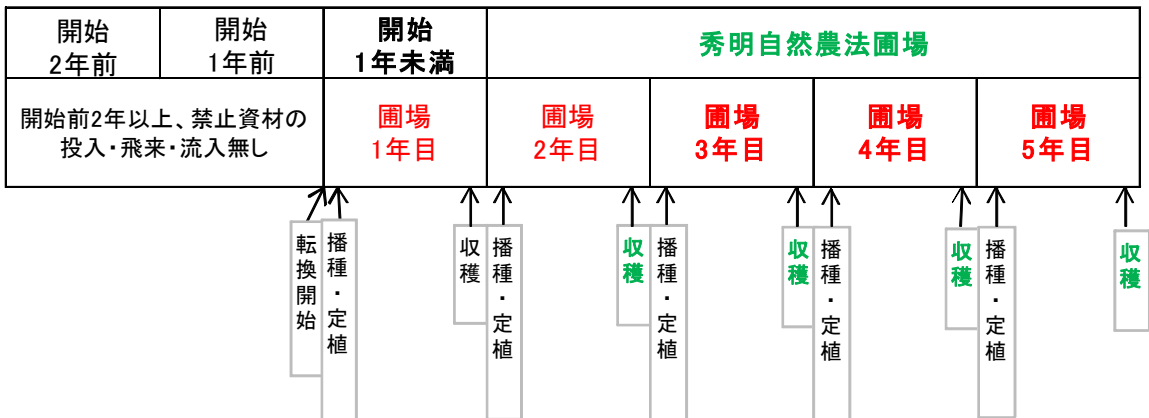 開始
2年前
開始
1年前
開始
1年未満
秀明自然農法圃場
開始前2年以上、禁止資材の
投入・飛来・流入無し
圃場
1年目
圃場
2年目
圃場
3年目
圃場
4年目
圃場
5年目
転換開始
播種・定植
収穫
播種・定植
収穫
播種・定植
収穫
播種・定植
収穫
播種・定植
収穫